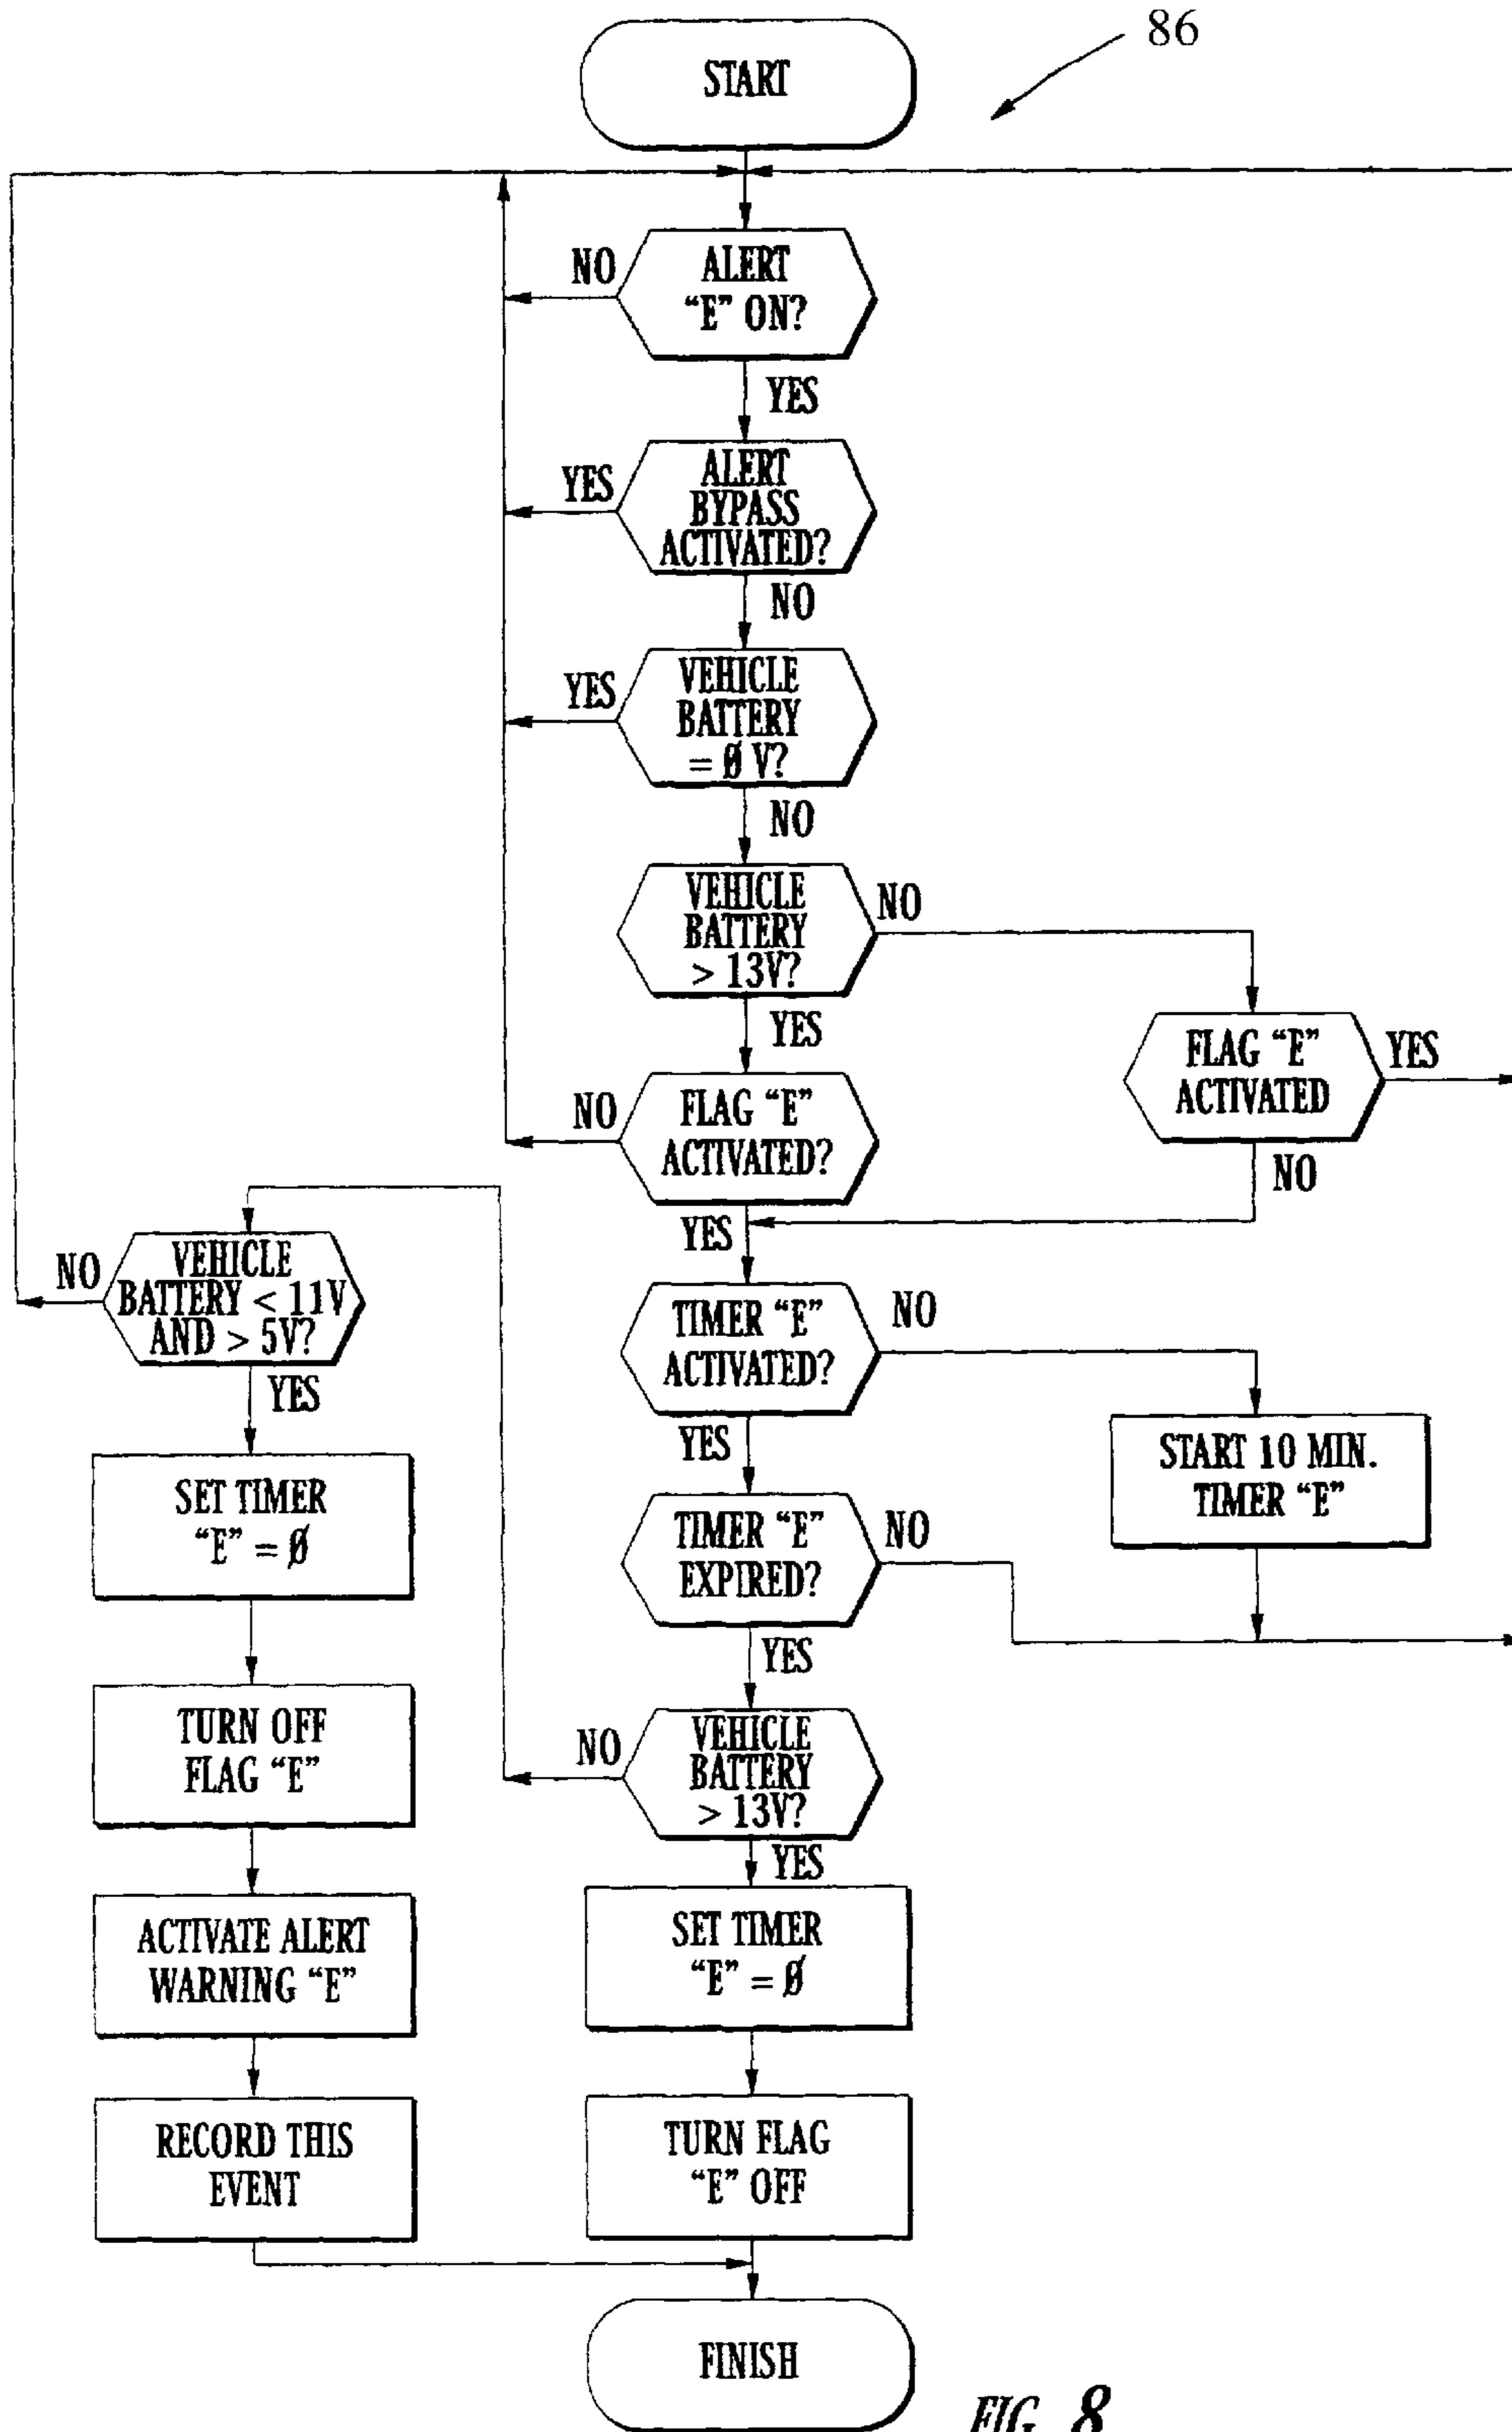 86
START
ALERT
“E” ON?
NO
YES
ALERT
BYPASS
ACTIVATED?
YES
NO
VEHICLE
BATTERY
= Ø V?
YES
NO
VEHICLE
BATTERY
> 13V?
NO
YES
FLAG “E”
ACTIVATED
YES
NO
FLAG “E”
ACTIVATED?
NO
YES
VEHICLE
BATTERY < 11V
AND > 5V?
NO
YES
TIMER “E”
ACTIVATED?
NO
YES
START 10 MIN.
TIMER “E”
TIMER “E”
EXPIRED?
NO
YES
VEHICLE
BATTERY
> 13V?
NO
YES
SET TIMER
“E” = Ø
TURN OFF
FLAG “E”
ACTIVATE ALERT
WARNING “E”
RECORD THIS
EVENT
SET TIMER
“E” = Ø
TURN FLAG
“E” OFF
FINISH
FIG. 8